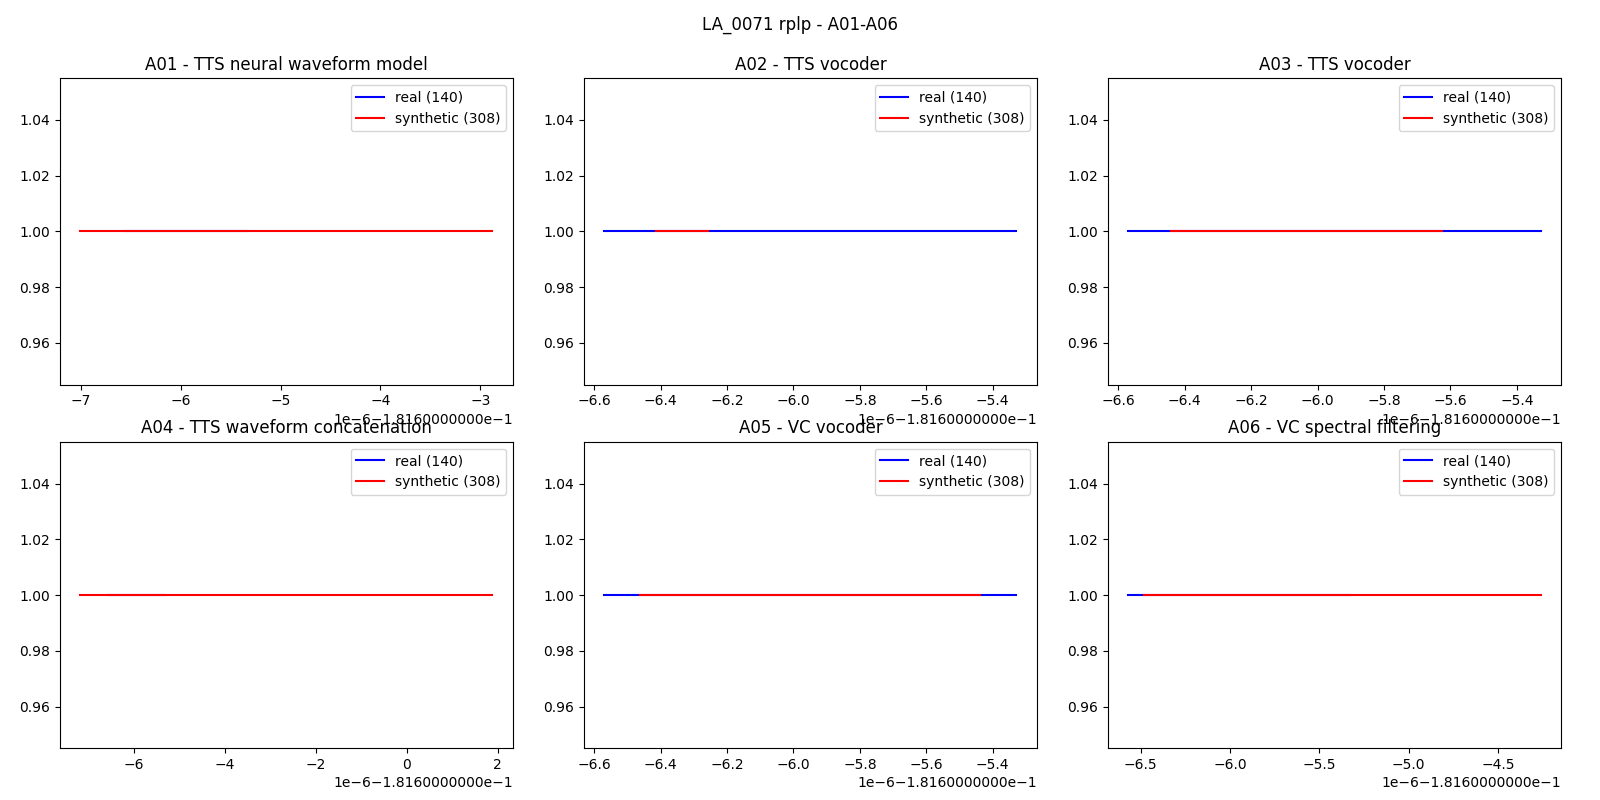 LA_0071 rplp - A01-A06
A01 - TTS neural waveform model
real (140)
synthetic (308)
1.04
1.02
1.00
0.98
0.96
−7 −6 −5 −4 −3
1e−6−1.8160000000e−1
A02 - TTS vocoder
real (140)
synthetic (308)
1.04
1.02
1.00
0.98
0.96
−6.6 −6.4 −6.2 −6.0 −5.8 −5.6 −5.4
1e−6−1.8160000000e−1
A03 - TTS vocoder
real (140)
synthetic (308)
1.04
1.02
1.00
0.98
0.96
−6.6 −6.4 −6.2 −6.0 −5.8 −5.6 −5.4
1e−6−1.8160000000e−1
A04 - TTS waveform concatenation
real (140)
synthetic (308)
1.04
1.02
1.00
0.98
0.96
−6 −4 −2 0 2
1e−6−1.8160000000e−1
A05 - VC vocoder
real (140)
synthetic (308)
1.04
1.02
1.00
0.98
0.96
−6.6 −6.4 −6.2 −6.0 −5.8 −5.6 −5.4
1e−6−1.8160000000e−1
A06 - VC spectral filtering
real (140)
synthetic (308)
1.04
1.02
1.00
0.98
0.96
−6.5 −6.0 −5.5 −5.0 −4.5
1e−6−1.8160000000e−1